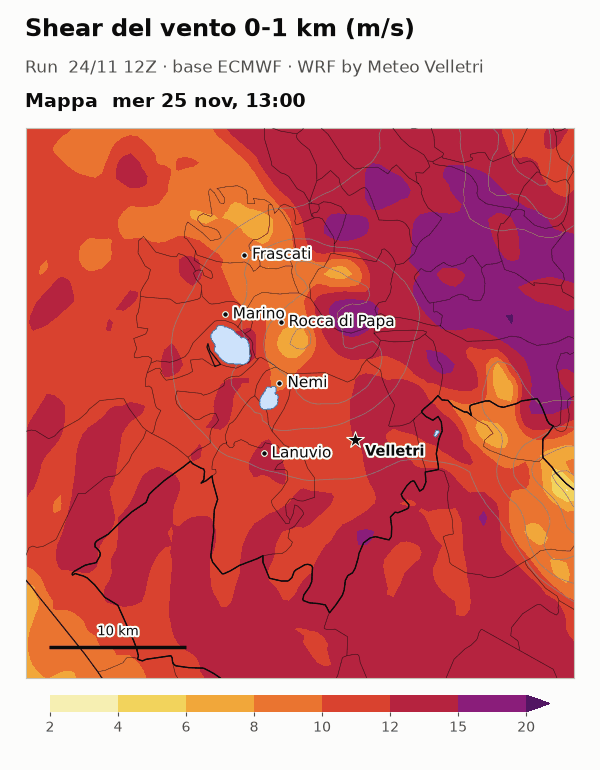 Shear del vento 0-1 km (m/s)
Run  24/11 12Z · base ECMWF · WRF by Meteo Velletri
Mappa  mer 25 nov, 13:00
Frascati
Marino
Rocca di Papa
Nemi
Velletri
Lanuvio
10 km
2 4 6 8 10 12 15 20